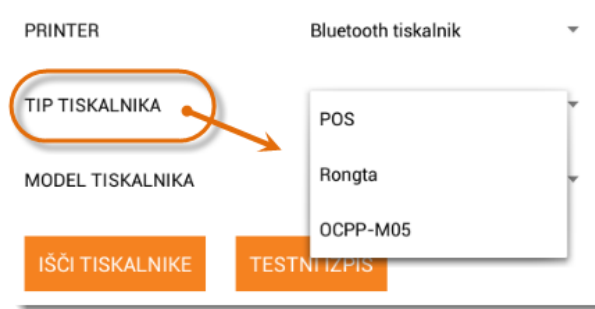 PRINTER Bluetooth tiskalnik
TIP TISKALNIKA
POS
MODEL TISKALNIKA
Rongta
OCPP-M05
IŠČI TISKALNIKE TESTNI IZPIS